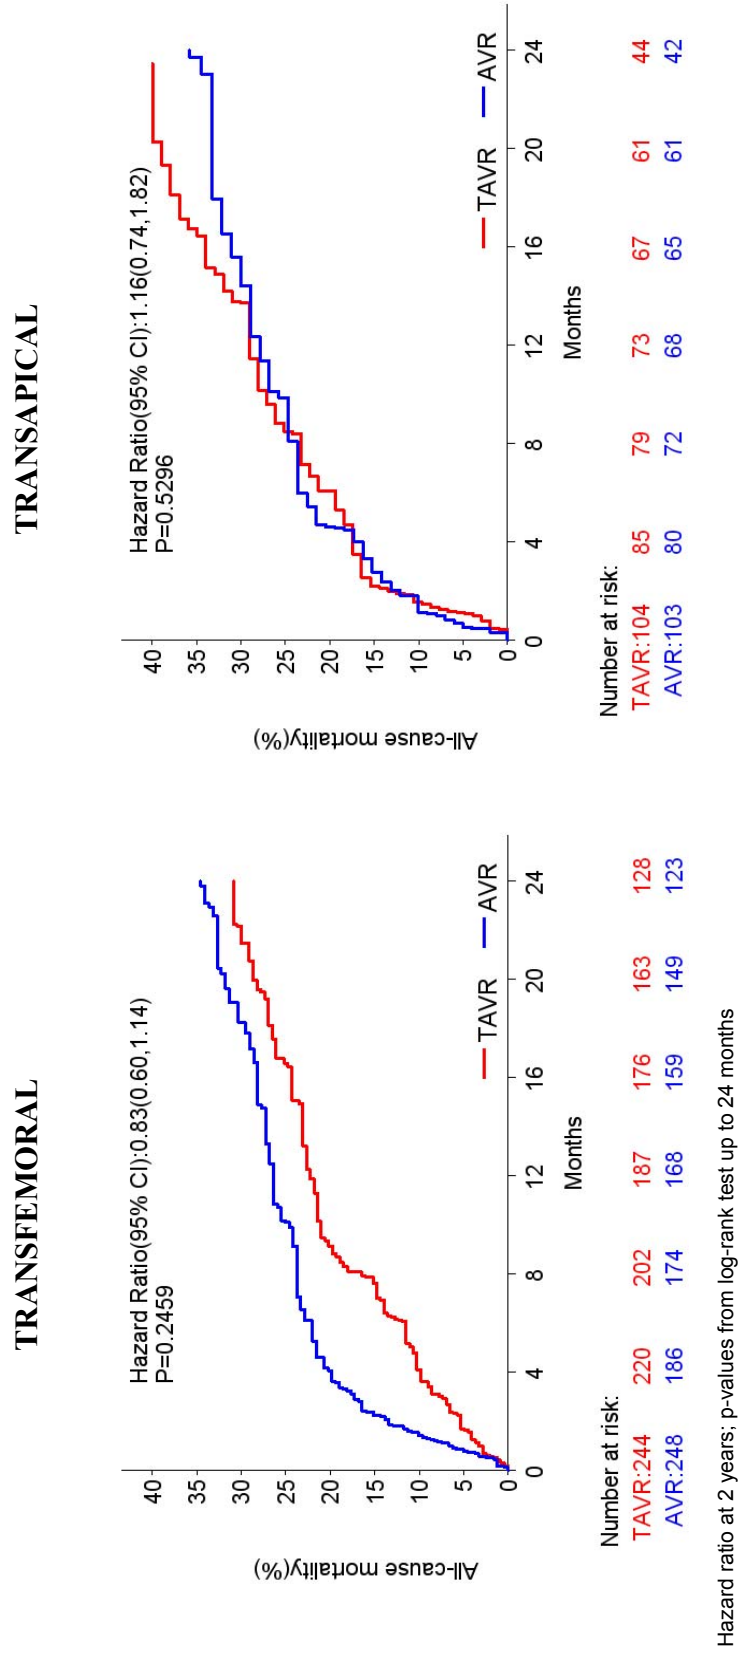 TRANSFEMORAL
Hazard Ratio(95% CI):0.83(0.60,1.14)
P=0.2459
All-cause mortality(%)
40
35
30
25
20
15
10
5
0
TAVR AVR
0 4 8 12 16 20 24
Months
Number at risk:
TAVR:244 220 202 187 176 163 128
AVR:248 186 174 168 159 149 123
TRANSAPICAL
Hazard Ratio(95% CI):1.16(0.74,1.82)
P=0.5296
All-cause mortality(%)
40
35
30
25
20
15
10
5
0
TAVR AVR
0 4 8 12 16 20 24
Months
Number at risk:
TAVR:104 85 79 73 67 61 44
AVR:103 80 72 68 65 61 42
Hazard ratio at 2 years; p-values from log-rank test up to 24 months